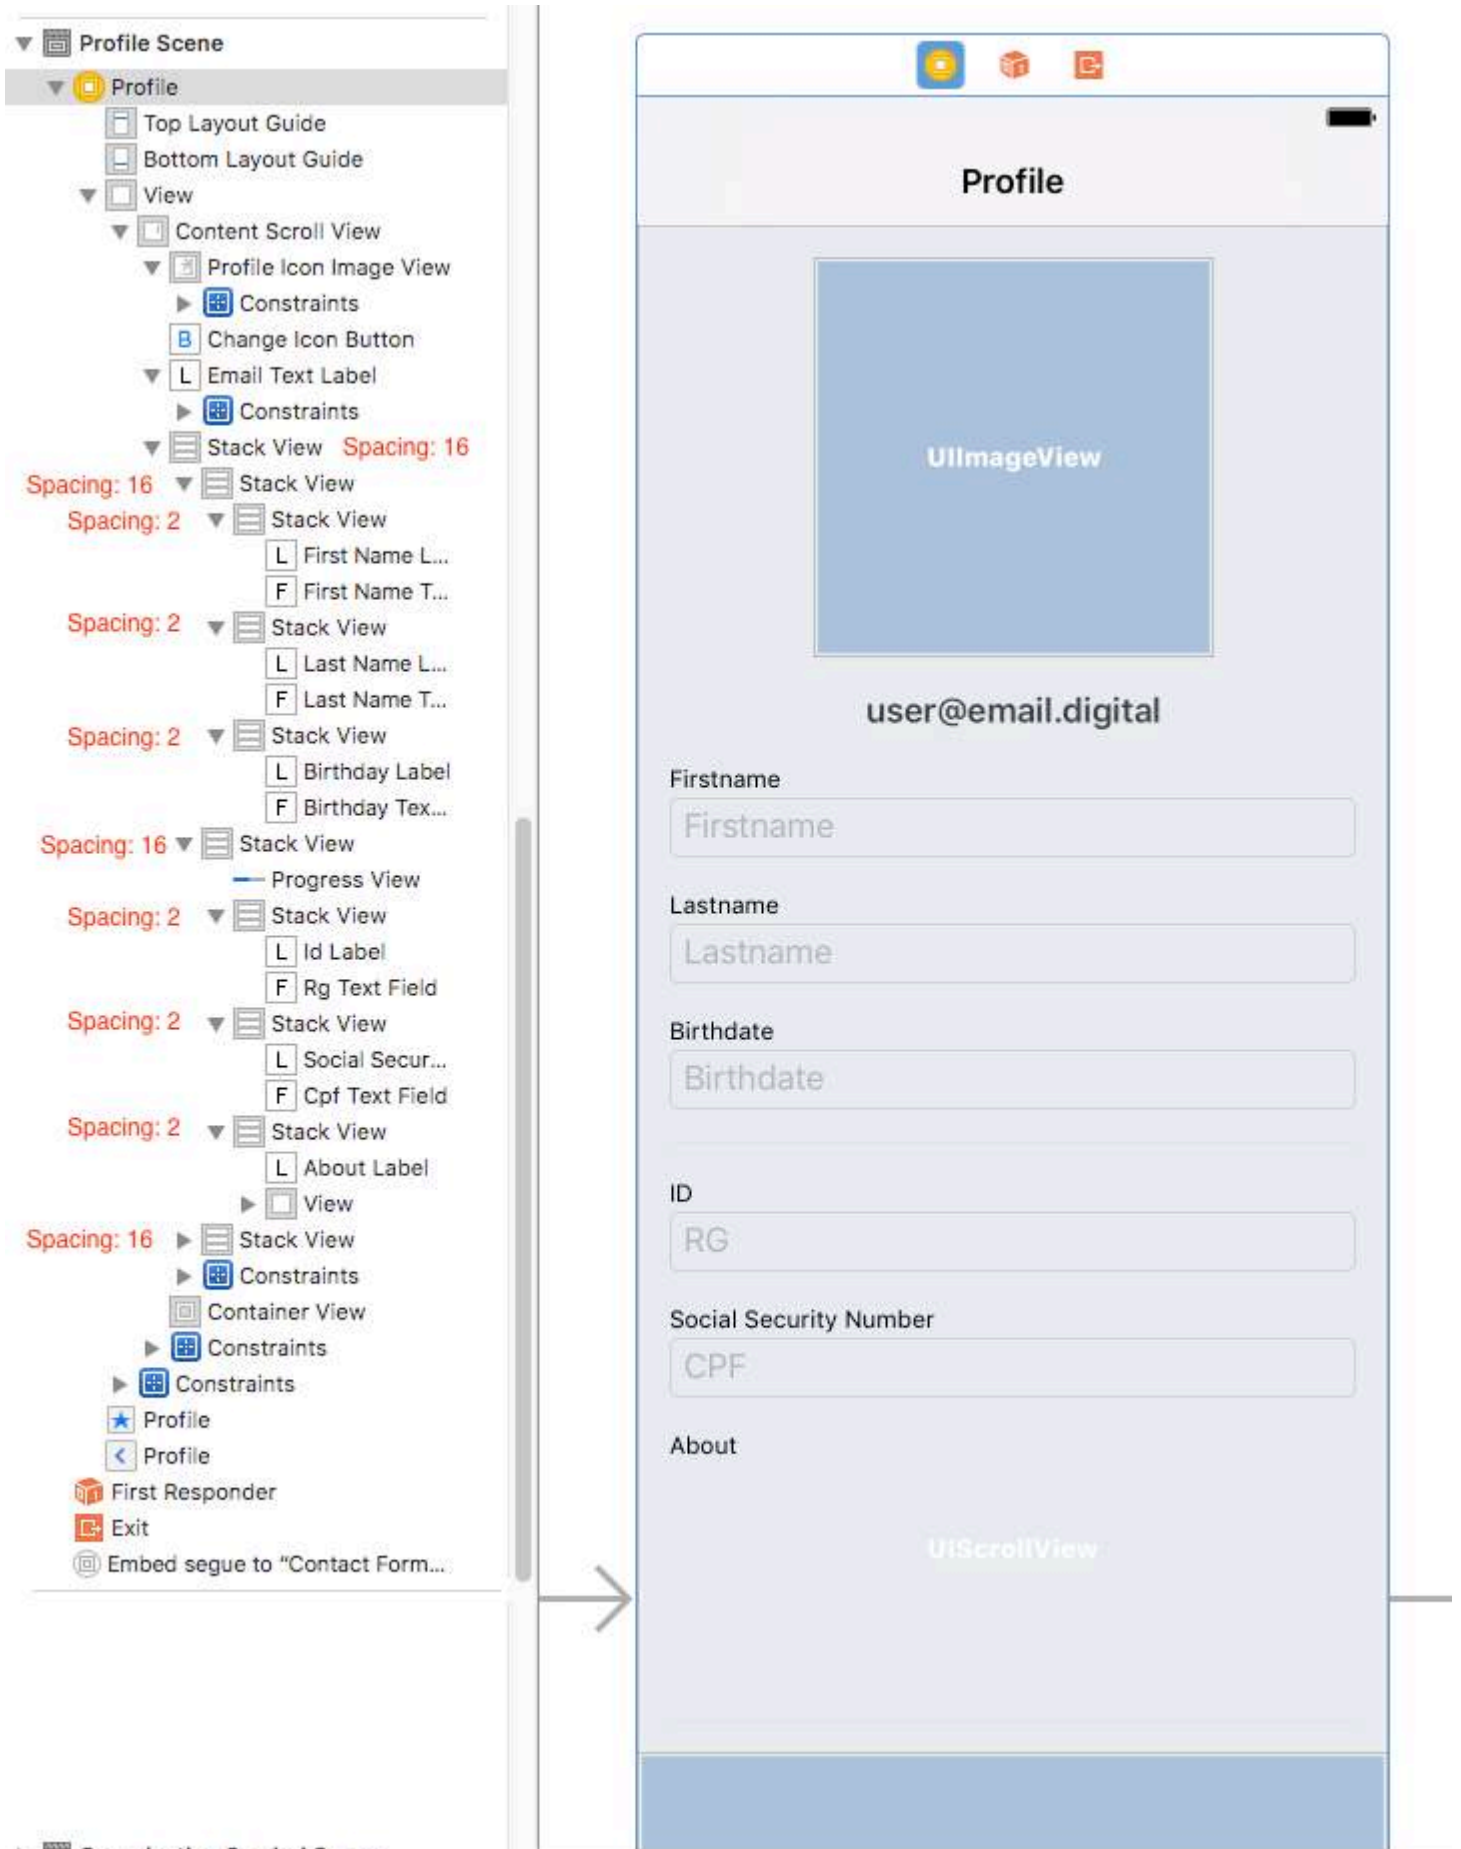 Profile Scene
Profile
Top Layout Guide
Bottom Layout Guide
View
Content Scroll View
Profile Icon Image View
Constraints
B Change Icon Button
L Email Text Label
Constraints
Stack View Spacing: 16
Spacing: 16 Stack View
Spacing: 2 Stack View
L First Name L...
F First Name T...
Spacing: 2 Stack View
L Last Name L...
F Last Name T...
Spacing: 2 Stack View
L Birthday Label
F Birthday Tex...
Spacing: 16 Stack View
Progress View
Spacing: 2 Stack View
L Id Label
F Rg Text Field
Spacing: 2 Stack View
L Social Secur...
F Cpf Text Field
Spacing: 2 Stack View
L About Label
View
Spacing: 16 Stack View
Constraints
Container View
Constraints
Constraints
Profile
Profile
First Responder
Exit
Embed segue to “Contact Form...
Profile
UIImageView
user@email.digital
Firstname
Firstname
Lastname
Lastname
Birthdate
Birthdate
ID
RG
Social Security Number
CPF
About
UIScrollView